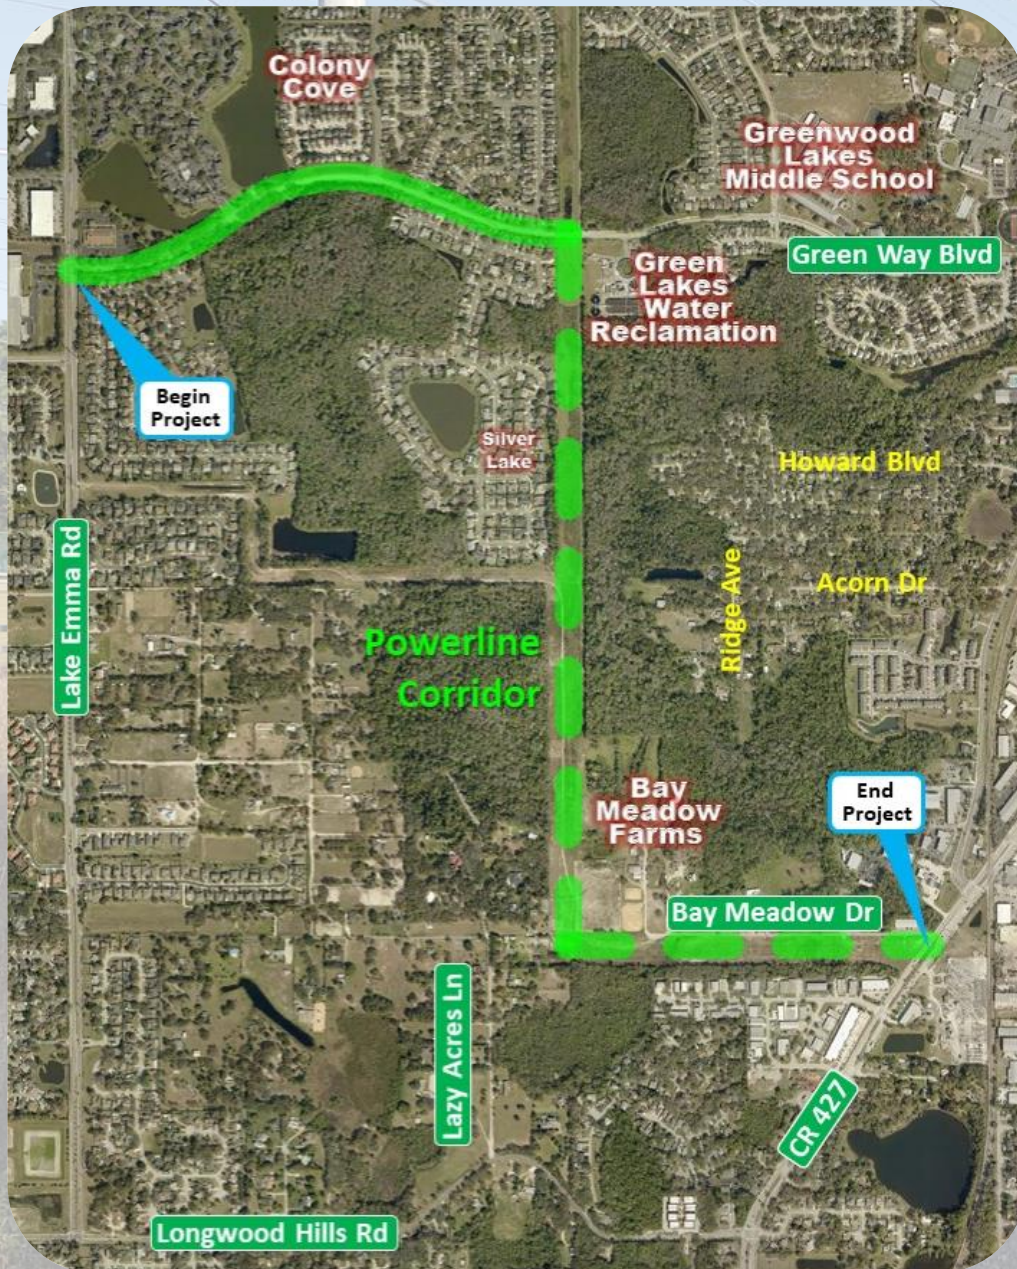 Colony
Cove
Greenwood
Lakes
Middle School
Green Way Blvd
Green
Lakes
Water
Reclamation
Begin
Project
Silver
Lake
Howard Blvd
Lake Emma Rd
Ridge Ave
Acorn Dr
Powerline
Corridor
Bay
Meadow
Farms
End
Project
Bay Meadow Dr
Lazy Acres Ln
CR 427
Longwood Hills Rd